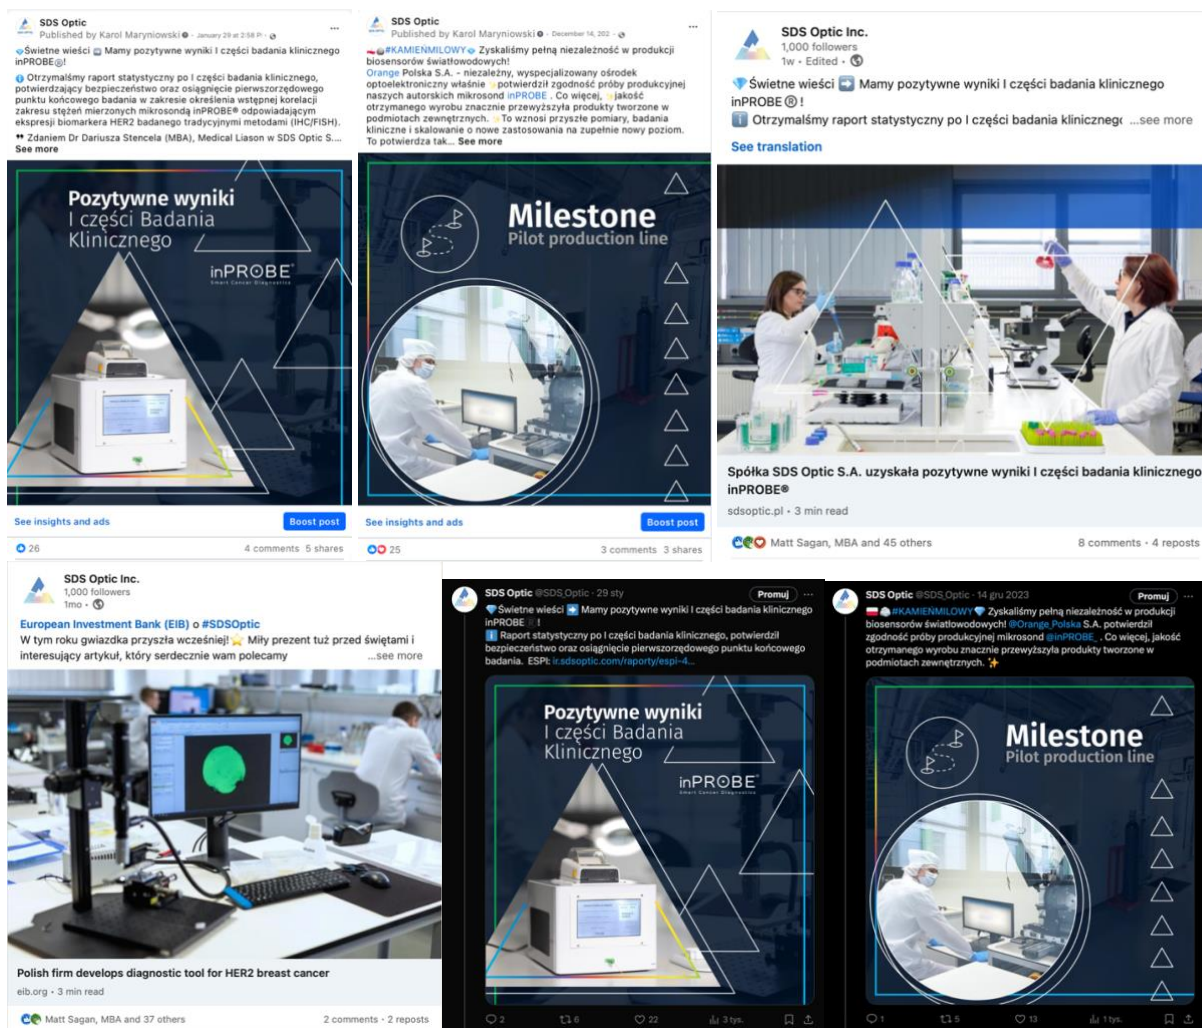 SDS Optic
Published by Karol Maryniowski · January 29 at 2:58 P · 
💎Świetne wieści ➡️ Mamy pozytywne wyniki I części badania klinicznego
inPROBE®!
ℹ️ Otrzymaliśmy raport statystyczny po I części badania klinicznego,
potwierdzający bezpieczeństwo oraz osiągnięcie pierwszorzędowego
punktu końcowego badania w zakresie określenia wstępnej korelacji
zakresu stężeń mierzonych mikrosondą inPROBE® odpowiadającym
ekspresji biomarkera HER2 badanego tradycyjnymi metodami (IHC/FISH).
❞ Zdaniem Dr Dariusza Stencela (MBA), Medical Liason w SDS Optic S....
See more
Pozytywne wyniki
I części Badania
Klinicznego
inPROBE®
Smart Cancer Diagnostics
See insights and ads
Boost post
26
4 comments 5 shares
SDS Optic
Published by Karol Maryniowski · December 14, 202 ·
#KAMIEŃMILOWY💎 Zyskaliśmy pełną niezależność w produkcji
biosensorów światłowodowych!
Orange Polska S.A. - niezależny, wyspecjalizowany ośrodek
optoelektroniczny właśnie ✨potwierdził zgodność próby produkcyjnej
naszych autorskich mikrosond inPROBE . Co więcej, ✨jakość
otrzymanego wyrobu znacznie przewyższyła produkty tworzone w
podmiotach zewnętrznych. ✨To wznosi przyszłe pomiary, badania
kliniczne i skalowanie o nowe zastosowania na zupełnie nowy poziom.
To potwierdza tak... See more
Milestone
Pilot production line
See insights and ads
Boost post
25
3 comments 3 shares
SDS Optic Inc.
1,000 followers
1w • Edited •
💎Świetne wieści ➡️ Mamy pozytywne wyniki I części badania klinicznego
inPROBE ® !
ℹ️ Otrzymaliśmy raport statystyczny po I części badania kliniczneg ...see more
See translation
Spółka SDS Optic S.A. uzyskała pozytywne wyniki I części badania klinicznego
inPROBE®
sdsoptic.pl • 3 min read
Matt Sagan, MBA and 45 others
8 comments • 4 reposts
SDS Optic Inc.
1,000 followers
1mo •
European Investment Bank (EIB) o #SDSOptic
W tym roku gwiazdka przyszła wcześniej!⭐ Miły prezent tuż przed świętami i
interesujący artykuł, który serdecznie wam polecamy ...see more
Polish firm develops diagnostic tool for HER2 breast cancer
eib.org • 3 min read
Matt Sagan, MBA and 37 others
2 comments • 2 reposts
SDS Optic @SDS_Optic · 29 sty
Promuj
💎Świetne wieści ➡️ Mamy pozytywne wyniki I części badania klinicznego
inPROBE !
ℹ️ Raport statystyczny po I części badania klinicznego, potwierdził
bezpieczeństwo oraz osiągnięcie pierwszorzędowego punktu końcowego
badania. ESPI: ir.sdsoptic.com/raporty/espi-4...
Pozytywne wyniki
I części Badania
Klinicznego
inPROBE®
Smart Cancer Diagnostics
2
6
22
3 tys.
SDS Optic @SDS_Optic · 14 gru 2023
Promuj
#KAMIEŃMILOWY💎 Zyskaliśmy pełną niezależność w produkcji
biosensorów światłowodowych! @Orange_Polska S.A. potwierdził
zgodność próby produkcyjnej mikrosond @inPROBE_ . Co więcej, jakość
otrzymanego wyrobu znacznie przewyższyła produkty tworzone w
podmiotach zewnętrznych. ✨
Milestone
Pilot production line
1
5
13
1 tys.